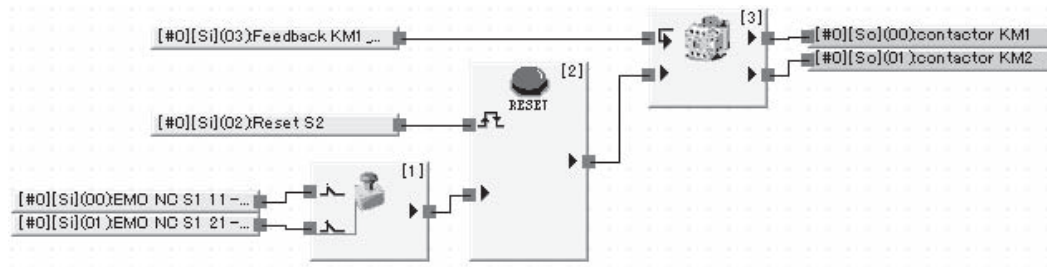 [3]
[#0][Si](03):Feedback KM1_...
[#0][So](00):contactor KM1
[#0][So](01):contactor KM2
[2]
RESET
[#0][Si](02):Reset S2
[1]
[#0][Si](00):EMO NC S1 11-...
[#0][Si](01):EMO NC S1 21-...